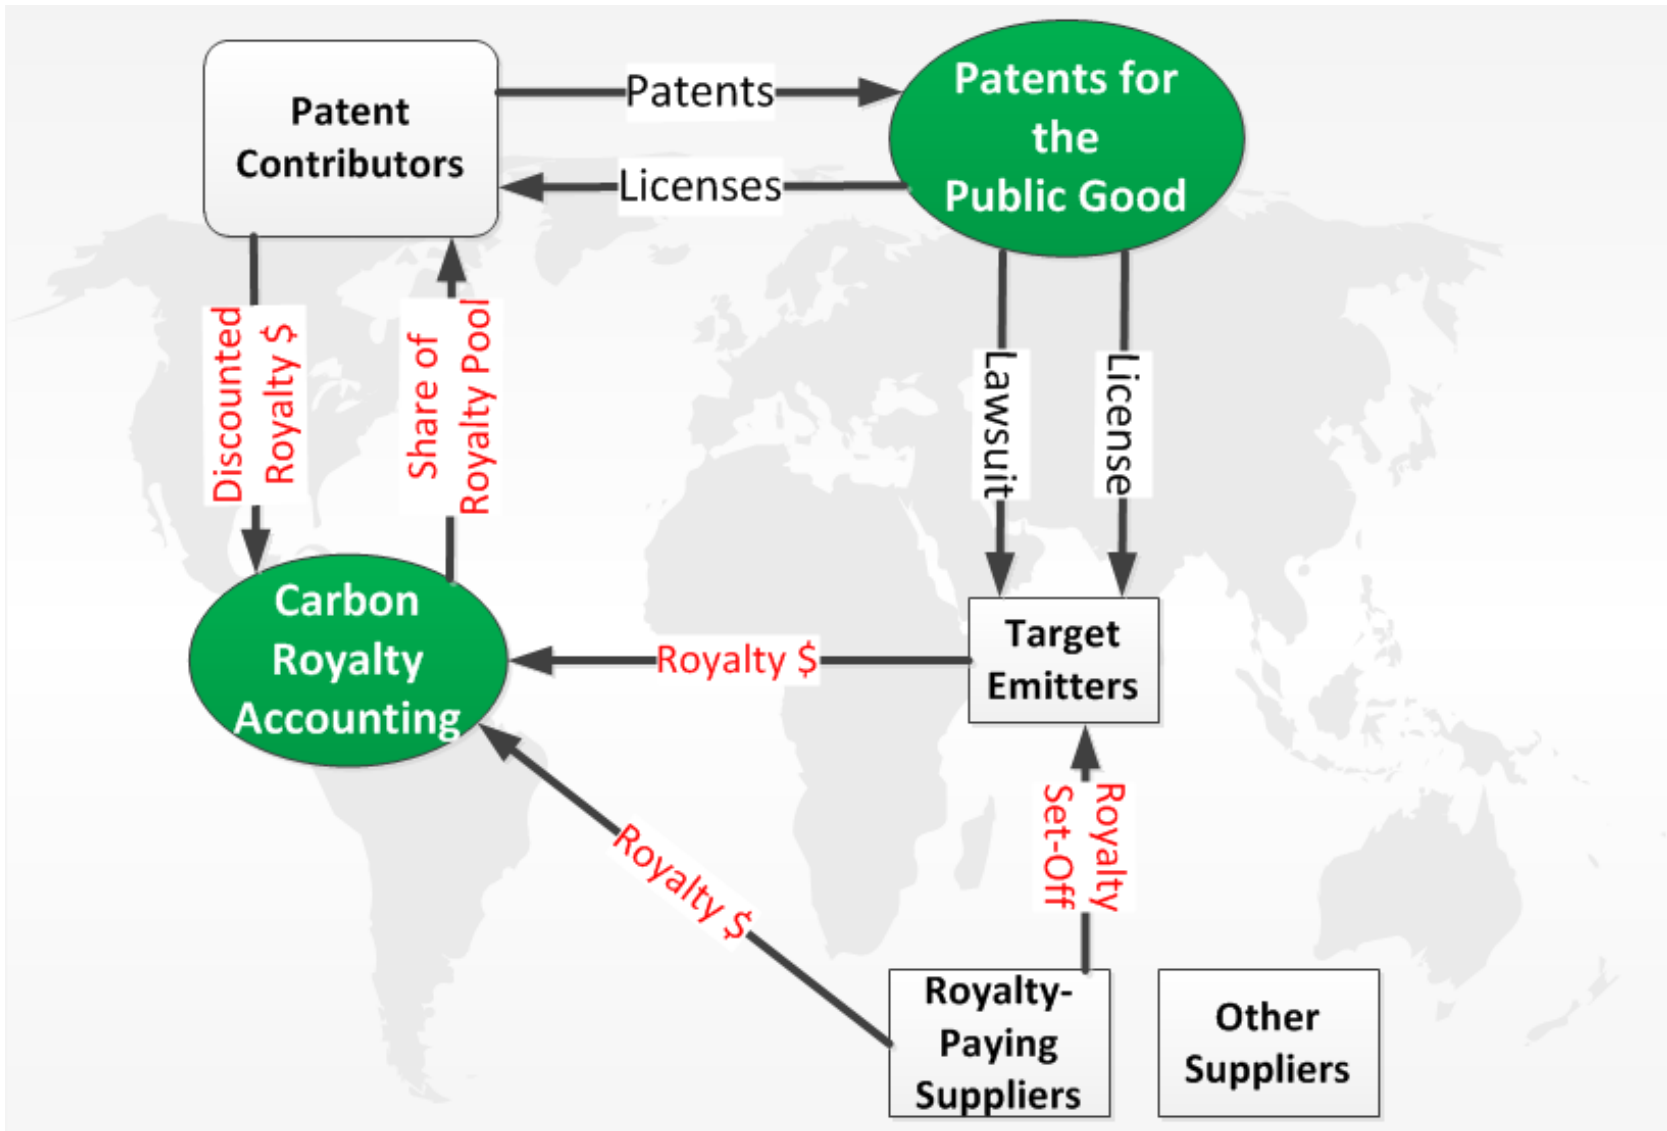 Patent
Contributors
Patents
Licenses
Patents for
the
Public Good
Discounted
Royalty $
Share of
Royalty Pool
Lawsuit
License
Carbon
Royalty
Accounting
Royalty $
Target
Emitters
Royalty $
Royalty
Set-Off
Royalty-
Paying
Suppliers
Other
Suppliers